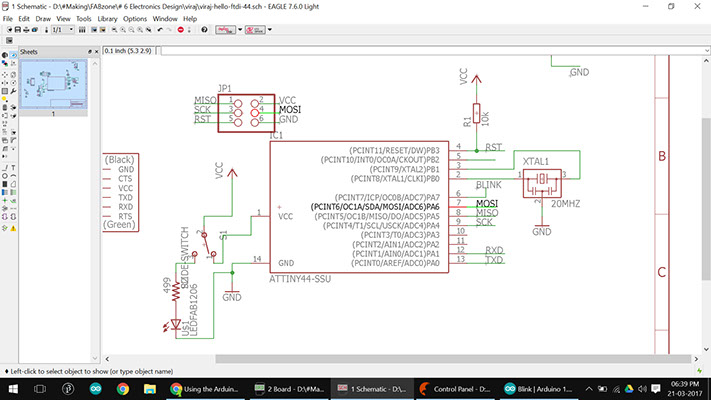 1 Schematic - D:\#Making\FABzone\# 6 Electronics Design\viraj\viraj-hello-ftdi-44.sch - EAGLE 7.6.0 Light
File Edit Draw View Tools Library Options Window Help
1/1
Sheets
0.1 inch (5.3 2.9)
1
GND
JP1
MISO 1 2 VCC
SCK 3 4 MOSI
RST 5 6 GND
IC1
VCC
R1
10k
(PCINT11/RESET/DW)PB3 4 RST
(PCINT10/INT0/OC0A/CKOUT)PB2 5
(PCINT9/XTAL2)PB1 3
(PCINT8/XTAL1/CLKI)PB0 2
XTAL1
1 3
2
20MHZ
GND
(PCINT7/ICP/OC0B/ADC7)PA7 6 BLINK
(PCINT6/OC1A/SDA/MOSI/ADC6)PA6 7 MOSI
(PCINT5/OC1B/MISO/DO/ADC5)PA5 8 MISO
(PCINT4/T1/SCL/USCK/ADC4)PA4 9 SCK
(PCINT3/T0/ADC3)PA3 10
(PCINT2/AIN1/ADC2)PA2 11
(PCINT1/AIN0/ADC1)PA1 12 RXD
(PCINT0/AREF/ADC0)PA0 13 TXD
1 VCC
14 GND
ATTINY44-SSU
(Black)
GND
CTS
VCC
TXD
RXD
RTS
(Green)
VCC
S1
GND
499
LEDFAB1206
B
C
Left-click to select object to show (or type object name)
Using the Arduin...
2 Board - D:\#Ma...
1 Schematic - D:\...
Control Panel - D:...
Blink | Arduino 1....
06:39 PM
21-03-2017